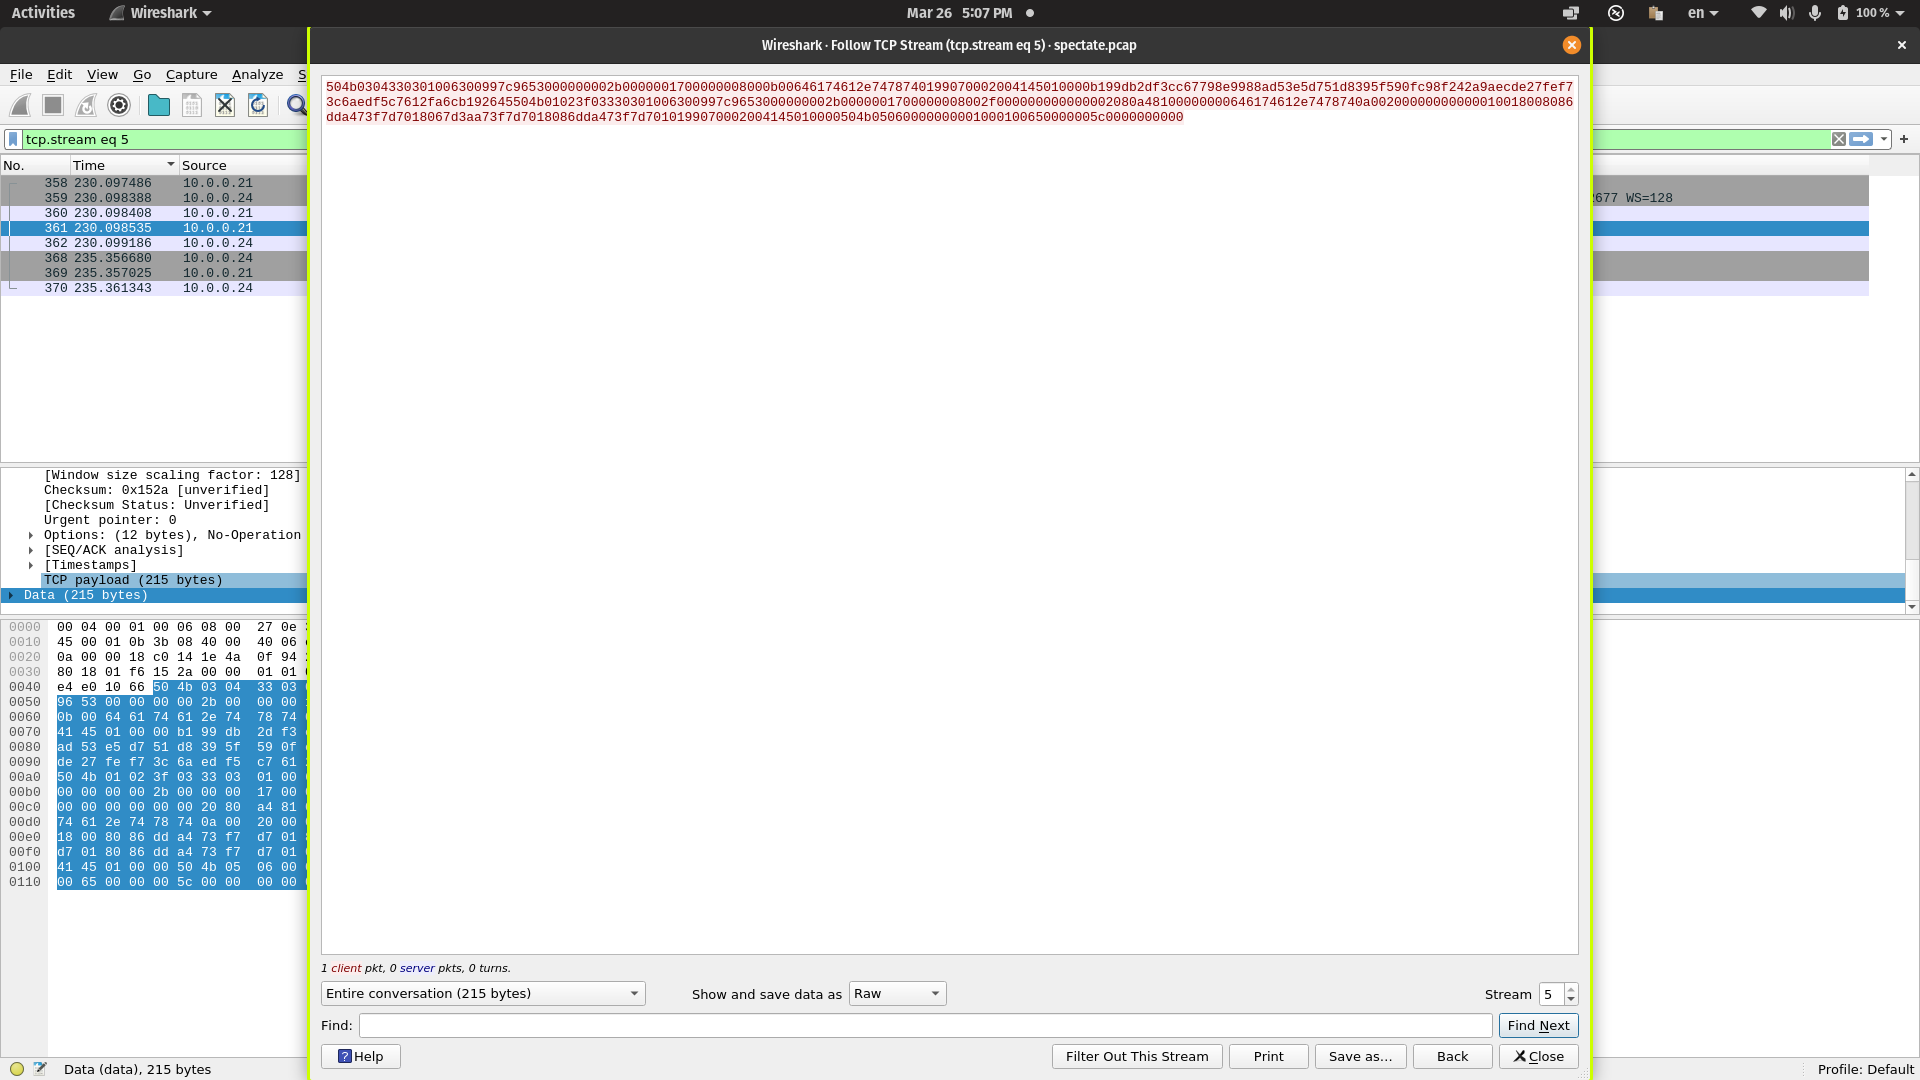 Activities
Wireshark
Mar 26 5:07 PM
en
100 %
Wireshark · Follow TCP Stream (tcp.stream eq 5) · spectate.pcap
File Edit View Go Capture Analyze S
tcp.stream eq 5
No. Time Source
358 230.097486 10.0.0.21
359 230.098388 10.0.0.24
677 WS=128
360 230.098408 10.0.0.21
361 230.098535 10.0.0.21
362 230.099186 10.0.0.24
368 235.356680 10.0.0.24
369 235.357025 10.0.0.21
370 235.361343 10.0.0.24
504b0304330301006300997c9653000000002b0000001700000008000b00646174612e7478740199070002004145010000b199db2df3cc67798e9988ad53e5d751d8395f590fc98f242a9aecde27fef7
3c6aedf5c7612fa6cb192645504b01023f03330301006300997c9653000000002b0000001700000008002f000000000000002080a48100000000646174612e7478740a00200000000000010018008086
dda473f7d7018067d3aa73f7d7018086dda473f7d7010199070002004145010000504b05060000000001000100650000005c0000000000
[Window size scaling factor: 128]
Checksum: 0x152a [unverified]
[Checksum Status: Unverified]
Urgent pointer: 0
Options: (12 bytes), No-Operation
[SEQ/ACK analysis]
[Timestamps]
TCP payload (215 bytes)
Data (215 bytes)
0000 00 04 00 01 00 06 08 00 27 0e
0010 45 00 01 0b 3b 08 40 00 40 06
0020 0a 00 00 18 c0 14 1e 4a 0f 94
0030 80 18 01 f6 15 2a 00 00 01 01
0040 e4 e0 10 66 50 4b 03 04 33 03
0050 96 53 00 00 00 00 2b 00 00 00
0060 0b 00 64 61 74 61 2e 74 78 74
0070 41 45 01 00 00 b1 99 db 2d f3
0080 ad 53 e5 d7 51 d8 39 5f 59 0f
0090 de 27 fe f7 3c 6a ed f5 c7 61
00a0 50 4b 01 02 3f 03 33 03 01 00
00b0 00 00 00 00 2b 00 00 00 17 00
00c0 00 00 00 00 00 00 20 80 a4 81
00d0 74 61 2e 74 78 74 0a 00 20 00
00e0 18 00 80 86 dd a4 73 f7 d7 01
00f0 d7 01 80 86 dd a4 73 f7 d7 01
0100 41 45 01 00 00 50 4b 05 06 00
0110 00 65 00 00 00 5c 00 00 00 00
1 client pkt, 0 server pkts, 0 turns.
Entire conversation (215 bytes)
Show and save data as
Raw
Stream 5
Find:
Find Next
Help
Filter Out This Stream
Print
Save as…
Back
Close
Data (data), 215 bytes
Profile: Default